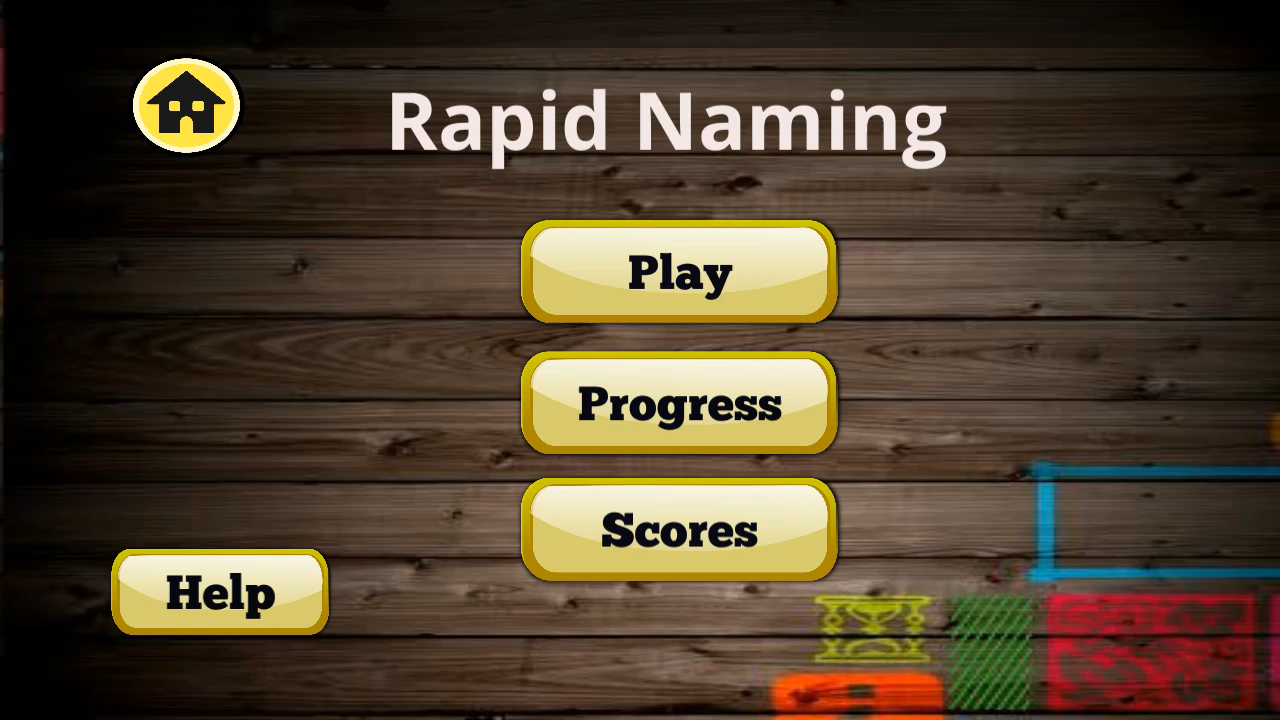 Rapid Naming
Play
Progress
Scores
Help